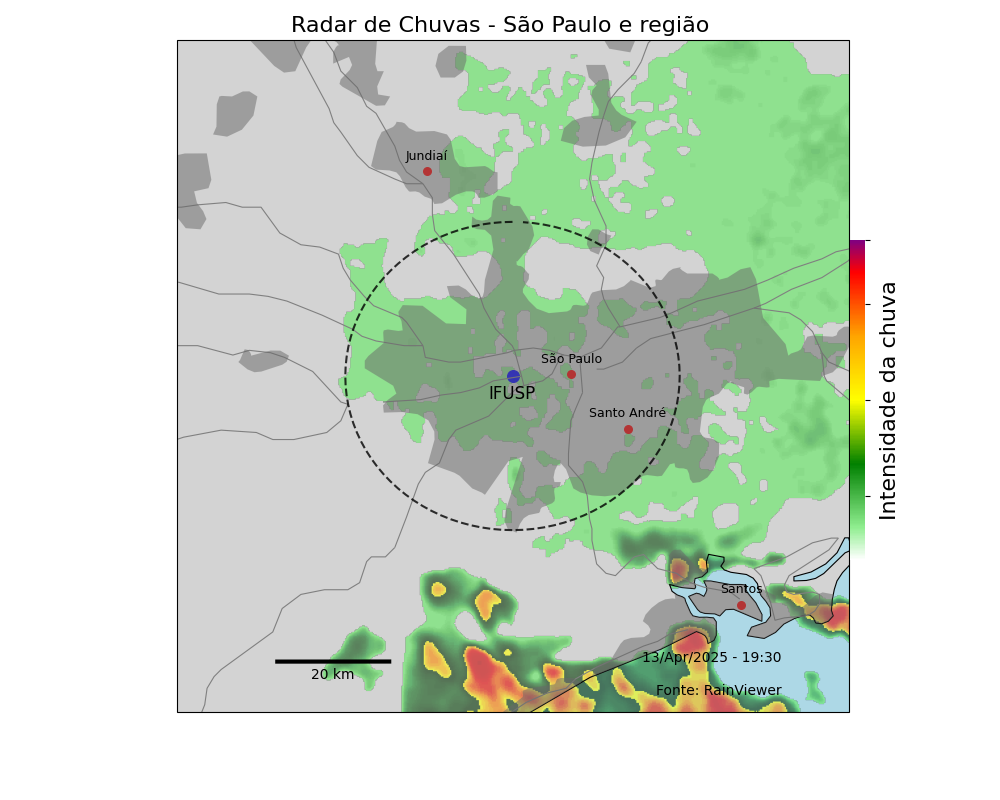 Radar de Chuvas - São Paulo e região
Jundiaí
São Paulo
IFUSP
Santo André
Intensidade da chuva
Santos
13/Apr/2025 - 19:30
20 km
Fonte: RainViewer